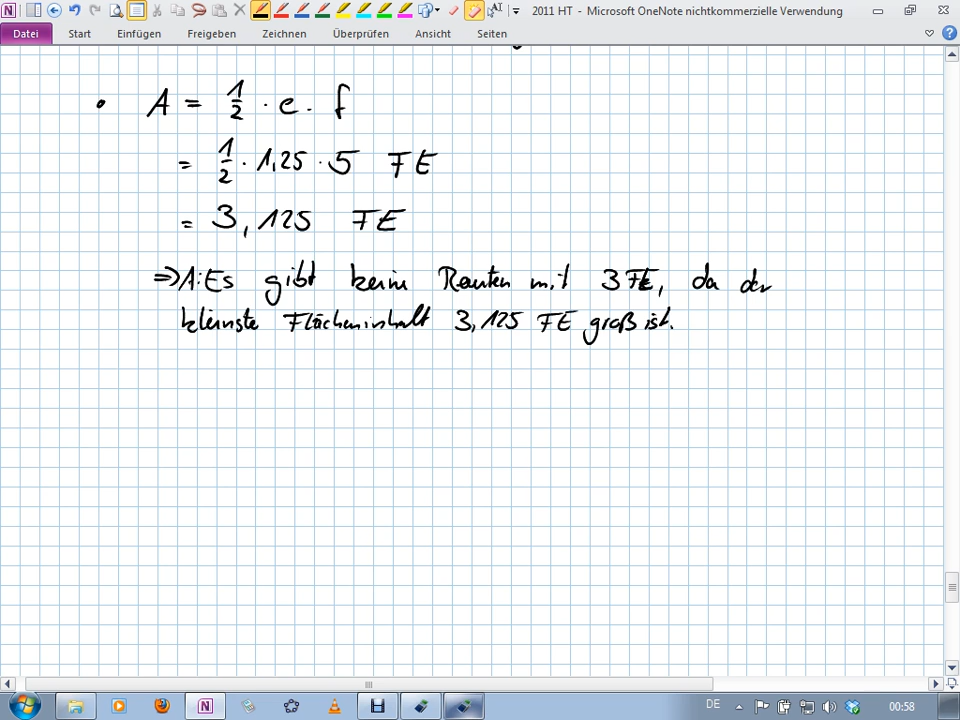 2011 HT - Microsoft OneNote nichtkommerzielle Verwendung
Datei Start Einfügen Freigeben Zeichnen Überprüfen Ansicht Seiten
• A = 1/2 · e · f
= 1/2 · 1,25 · 5 FE
= 3,125 FE
⇒ A: Es gibt keine Rauten mit 3 FE, da der
kleinste Flächeninhalt 3,125 FE groß ist.
DE 00:58